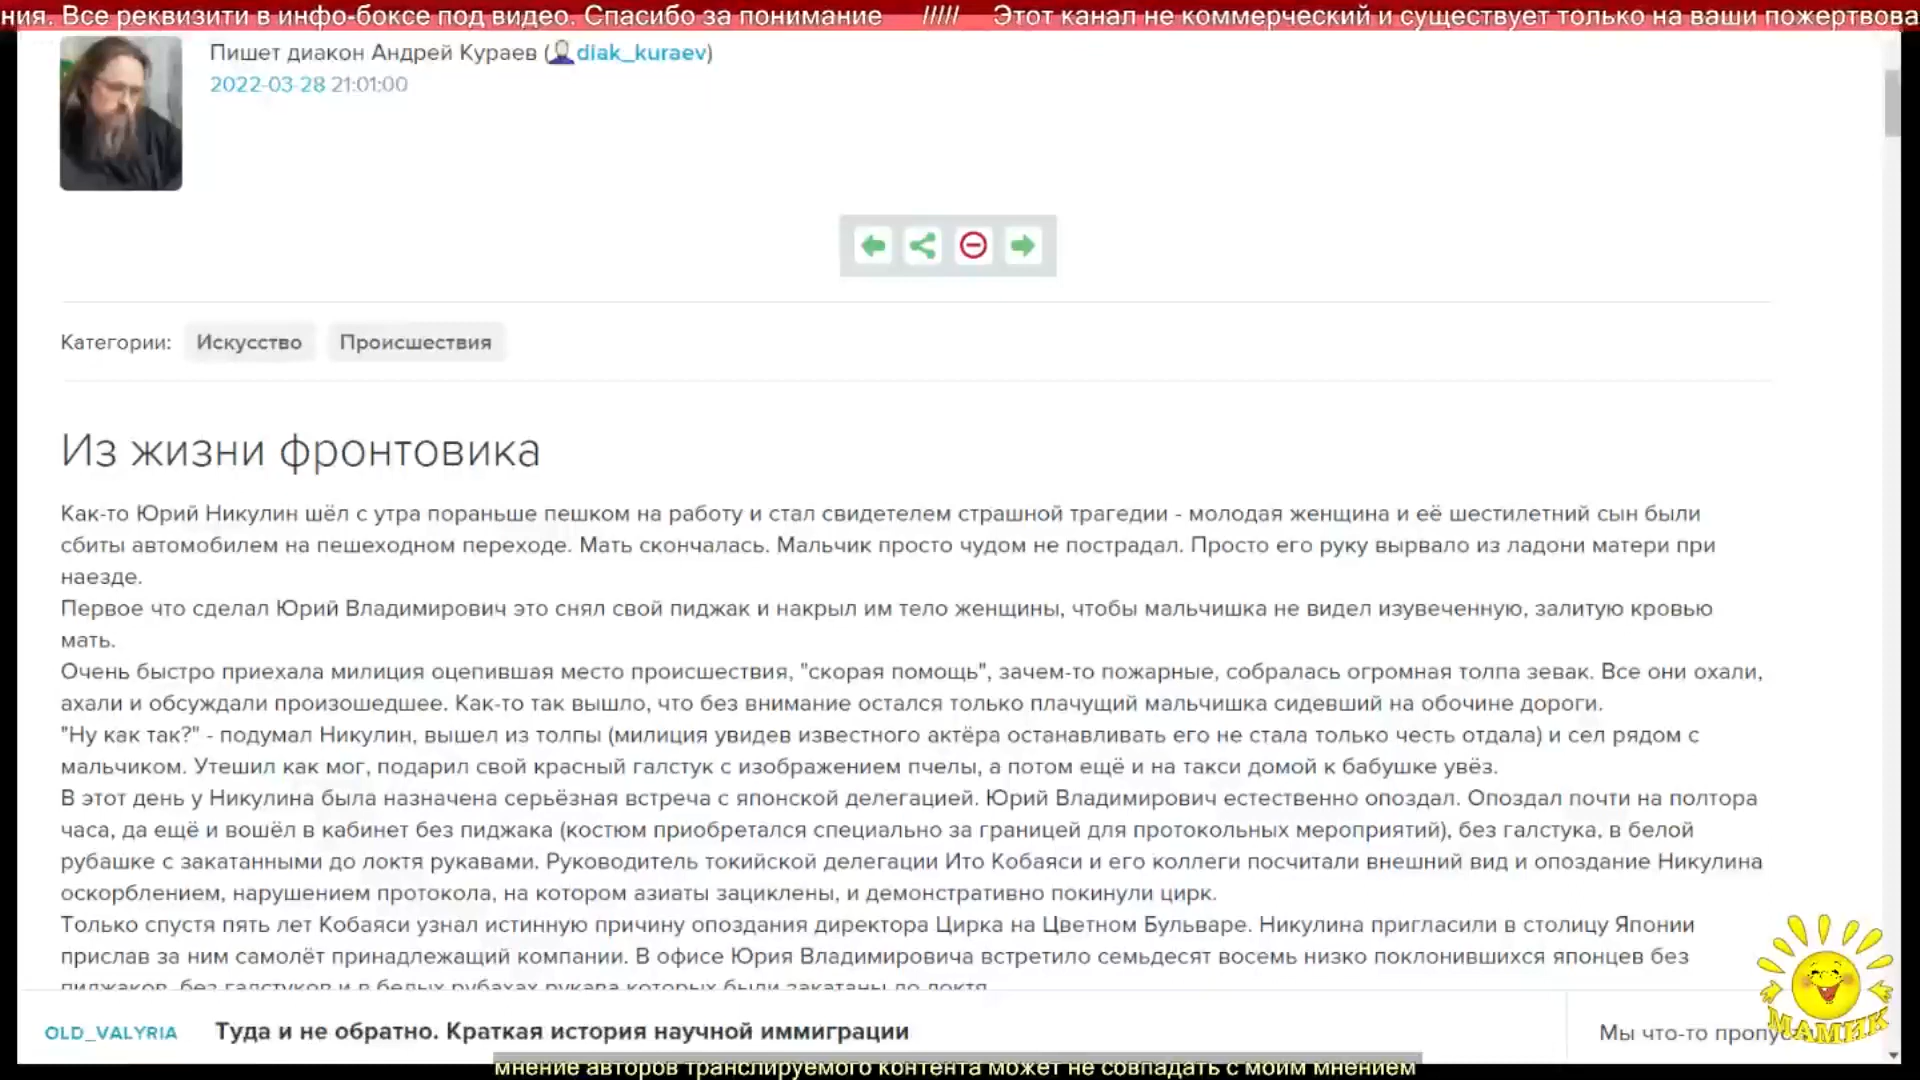 ния. Все реквизити в инфо-боксе под видео. Спасибо за понимание ///// Этот канал не коммерческий и существует только на ваши пожертвова
Пишет диакон Андрей Кураев (diak_kuraev)
2022-03-28 21:01:00
Категории: Искусство Происшествия
Из жизни фронтовика
Как-то Юрий Никулин шёл с утра пораньше пешком на работу и стал свидетелем страшной трагедии - молодая женщина и её шестилетний сын были
сбиты автомобилем на пешеходном переходе. Мать скончалась. Мальчик просто чудом не пострадал. Просто его руку вырвало из ладони матери при
наезде.
Первое что сделал Юрий Владимирович это снял свой пиджак и накрыл им тело женщины, чтобы мальчишка не видел изувеченную, залитую кровью
мать.
Очень быстро приехала милиция оцепившая место происшествия, "скорая помощь", зачем-то пожарные, собралась огромная толпа зевак. Все они охали,
ахали и обсуждали произошедшее. Как-то так вышло, что без внимание остался только плачущий мальчишка сидевший на обочине дороги.
"Ну как так?" - подумал Никулин, вышел из толпы (милиция увидев известного актёра останавливать его не стала только честь отдала) и сел рядом с
мальчиком. Утешил как мог, подарил свой красный галстук с изображением пчелы, а потом ещё и на такси домой к бабушке увёз.
В этот день у Никулина была назначена серьёзная встреча с японской делегацией. Юрий Владимирович естественно опоздал. Опоздал почти на полтора
часа, да ещё и вошёл в кабинет без пиджака (костюм приобретался специально за границей для протокольных мероприятий), без галстука, в белой
рубашке с закатанными до локтя рукавами. Руководитель токийской делегации Ито Кобаяси и его коллеги посчитали внешний вид и опоздание Никулина
оскорблением, нарушением протокола, на котором азиаты зациклены, и демонстративно покинули цирк.
Только спустя пять лет Кобаяси узнал истинную причину опоздания директора Цирка на Цветном Бульваре. Никулина пригласили в столицу Японии
прислав за ним самолёт принадлежащий компании. В офисе Юрия Владимировича встретило семьдесят восемь низко поклонившихся японцев без
пиджаков, без галстуков и в белых рубахах рукава которых были закатаны до локтя.
OLD_VALYRIA Туда и не обратно. Краткая история научной иммиграции Мы что-то
МАМИК
мнение авторов транслируемого контента может не совпадать с моим мнением